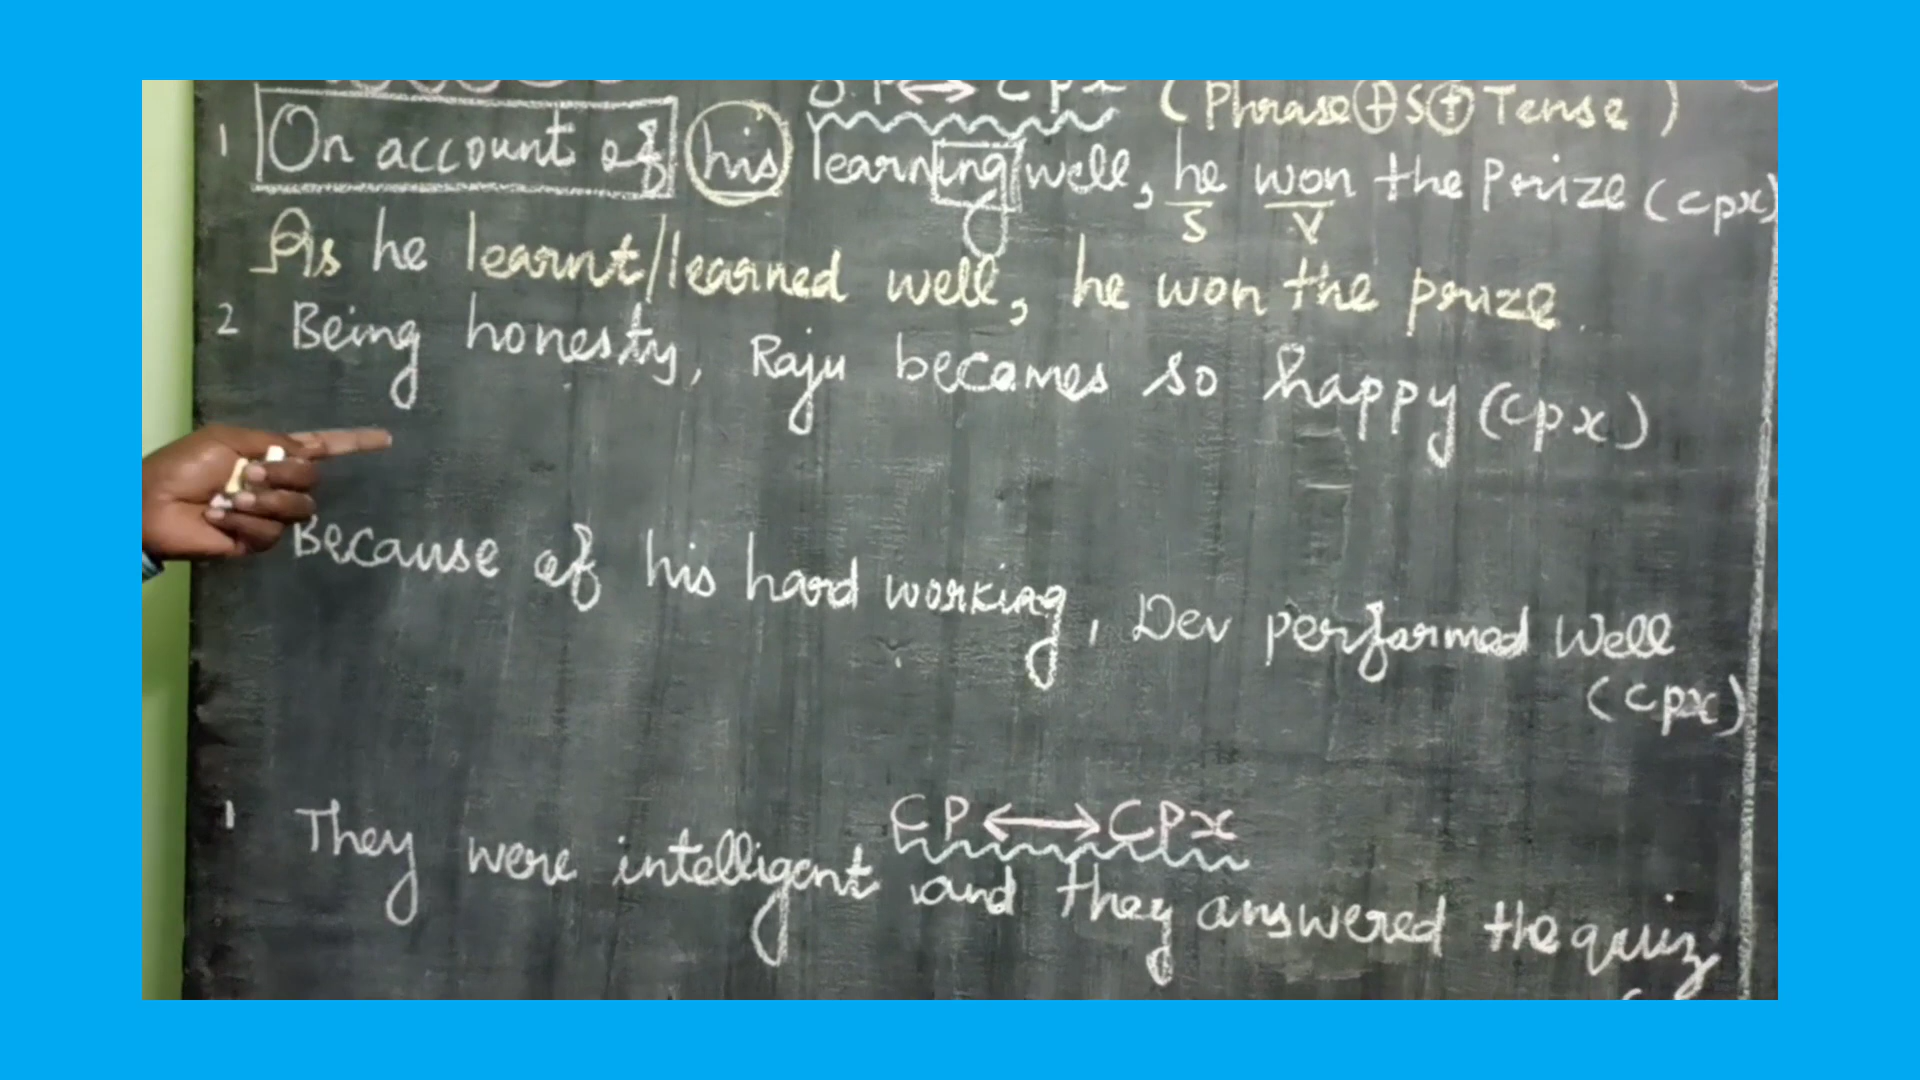 S.P ↔ CPx (Phrase + S + Tense)
1 On account of his learning well, he won the prize (cpx)
S V
As he learnt/learned well, he won the prize.
2 Being honesty, Raju becomes so happy (cpx)
Because of his hard working, Dev performed well
(cpx)
CP ↔ CPx
1 They were intelligent and they answered the quiz